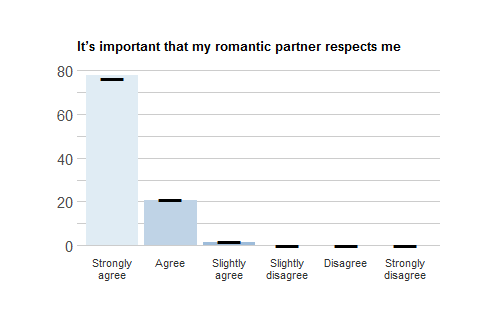 It's important that my romantic partner respects me
80
60
40
20
0
Strongly agree
Agree
Slightly agree
Slightly disagree
Disagree
Strongly disagree